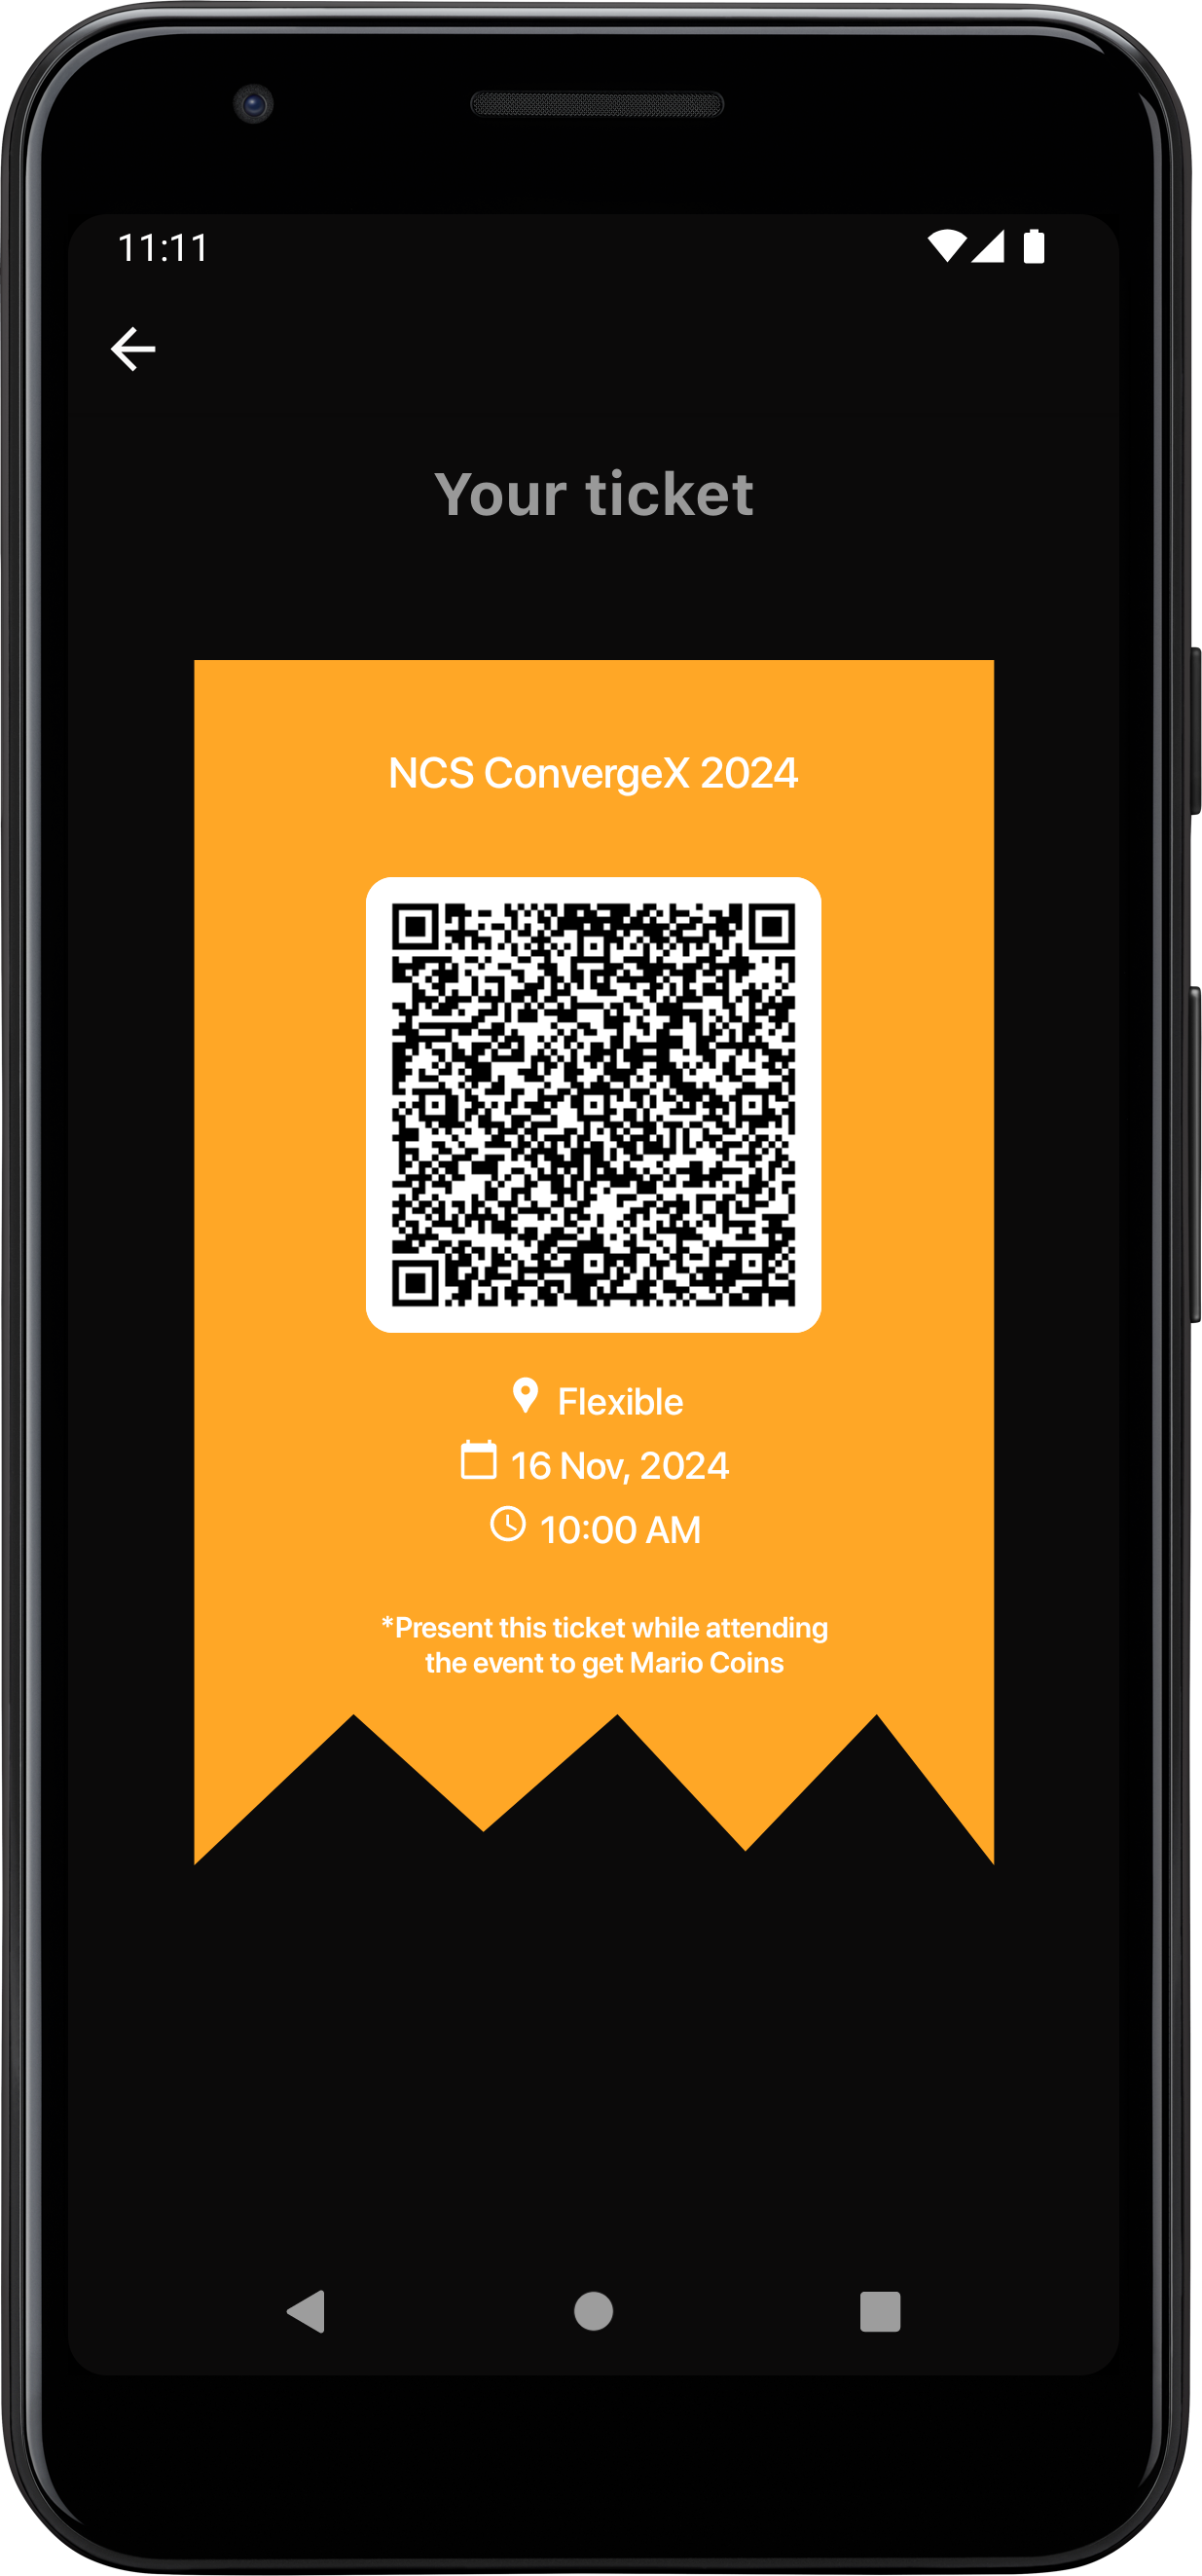 11:11
Your ticket
NCS ConvergeX 2024
Flexible
16 Nov, 2024
10:00 AM
*Present this ticket while attending
the event to get Mario Coins